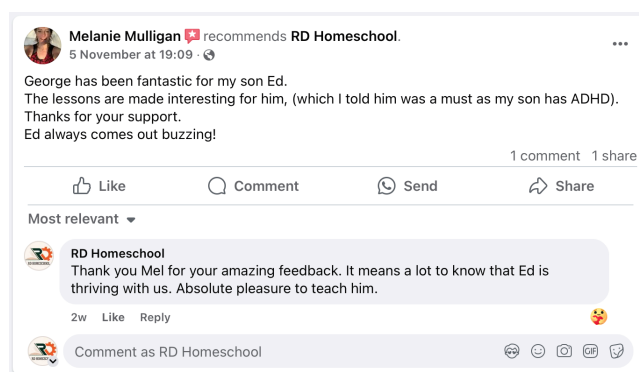 Melanie Mulligan recommends RD Homeschool.
5 November at 19:09 ·
George has been fantastic for my son Ed.
The lessons are made interesting for him, (which I told him was a must as my son has ADHD).
Thanks for your support.
Ed always comes out buzzing!
1 comment 1 share
Like Comment Send Share
Most relevant
RD Homeschool
Thank you Mel for your amazing feedback. It means a lot to know that Ed is
thriving with us. Absolute pleasure to teach him.
2w Like Reply
Comment as RD Homeschool
GIF